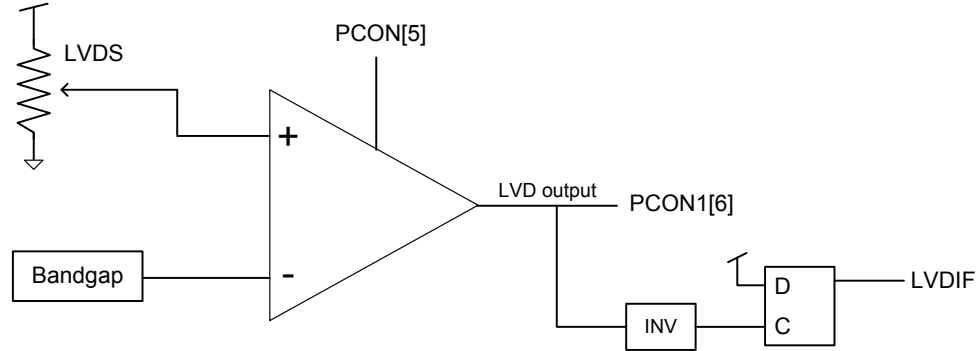 PCON[5]
LVDS
+
LVD output
PCON1[6]
Bandgap
-
D
LVDIF
INV
C